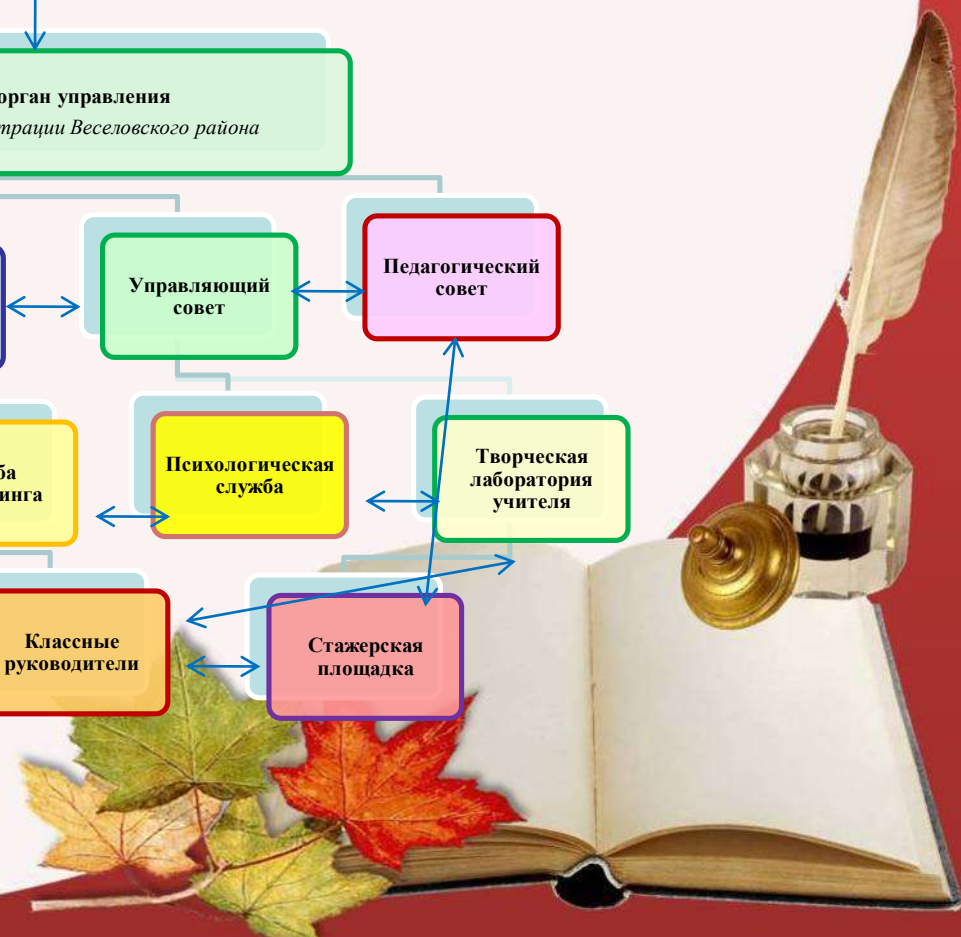 орган управления
трации Веселовского района
Педагогический
совет
Управляющий
совет
Творческая
лаборатория
учителя
Психологическая
служба
ба
инга
Классные
руководители
Стажерская
площадка